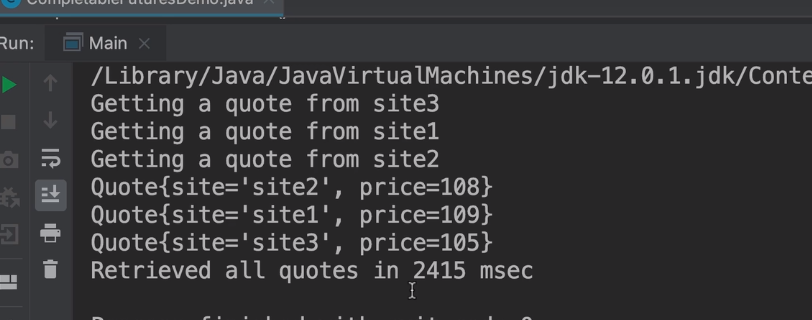 CompletableFuturesDemo.java
Run: Main
/Library/Java/JavaVirtualMachines/jdk-12.0.1.jdk/Conte
Getting a quote from site3
Getting a quote from site1
Getting a quote from site2
Quote{site='site2', price=108}
Quote{site='site1', price=109}
Quote{site='site3', price=105}
Retrieved all quotes in 2415 msec